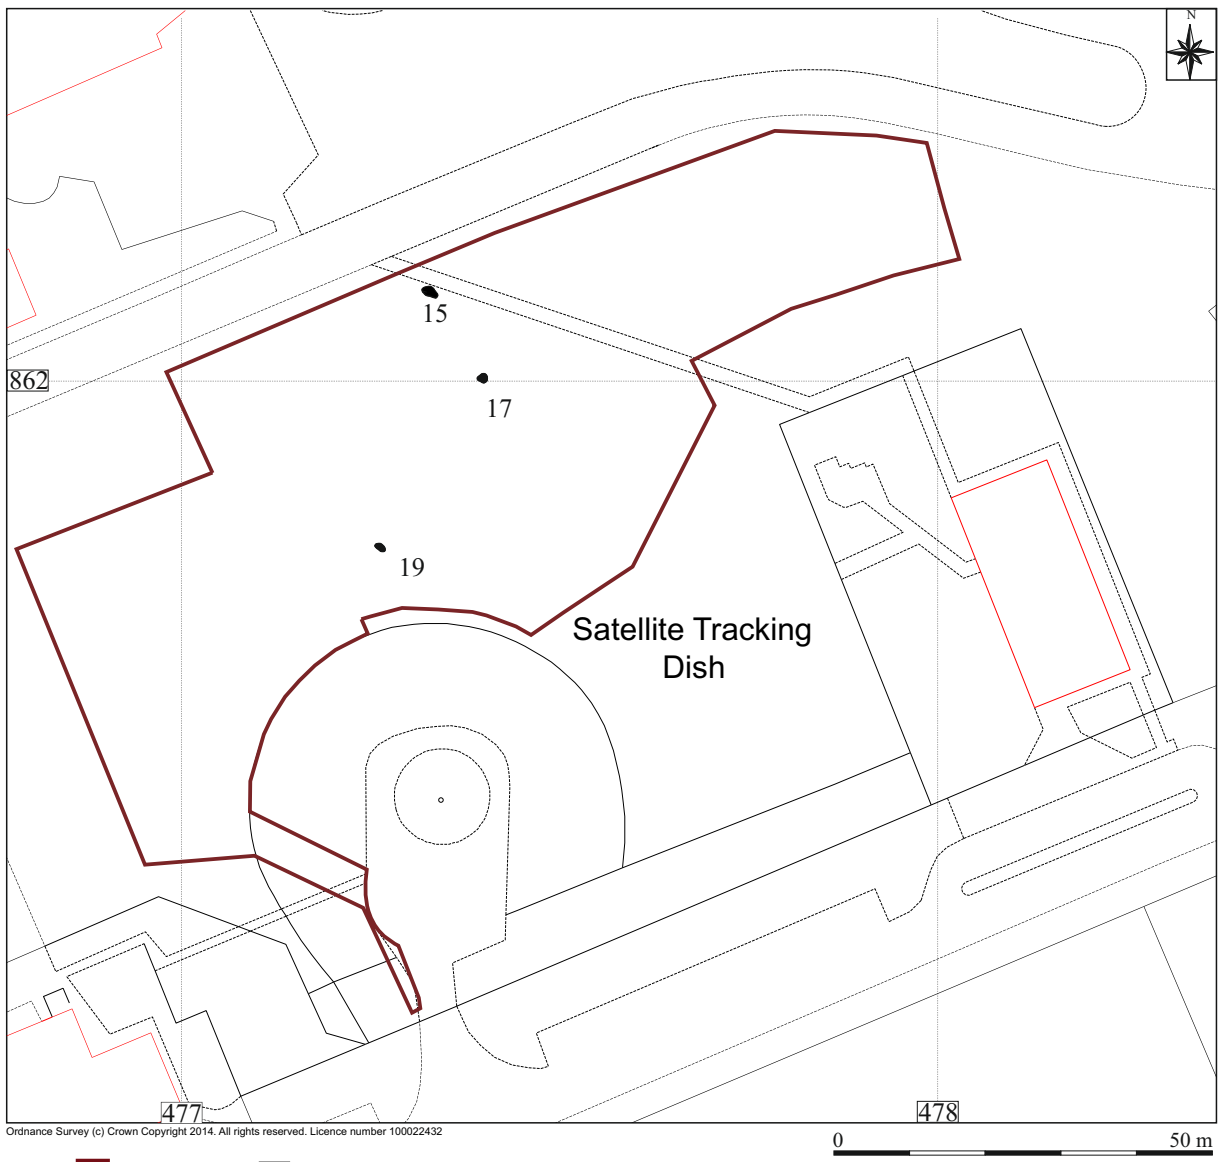 N
15
862
17
19
Satellite Tracking
Dish
477
478
Ordnance Survey (c) Crown Copyright 2014. All rights reserved. Licence number 100022432
0 50 m